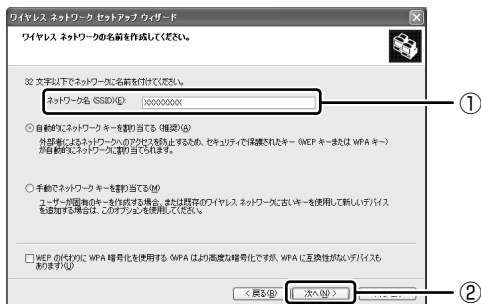 ワイヤレス ネットワーク セットアップ ウィザード
ワイヤレス ネットワークの名前を作成してください。
32 文字以下でネットワークに名前を付けてください。
ネットワーク名 (SSID)(E): XXXXXXXX
①
自動的にネットワーク キーを割り当てる (推奨)(A)
外部者によるネットワークへのアクセスを防止するため、セキュリティで保護されたキー (WEP キーまたは WPA キー)
が自動的にネットワークに割り当てられます。
手動でネットワーク キーを割り当てる(M)
ユーザーが固有のキーを作成する場合、または既存のワイヤレス ネットワークに古いキーを使用して新しいデバイス
を追加する場合は、このオプションを使用してください。
WEP の代わりに WPA 暗号化を使用する (WPA はより高度な暗号化ですが、WPA に互換性がないデバイスも
あります)(U)
< 戻る(B) 次へ(N) >
②